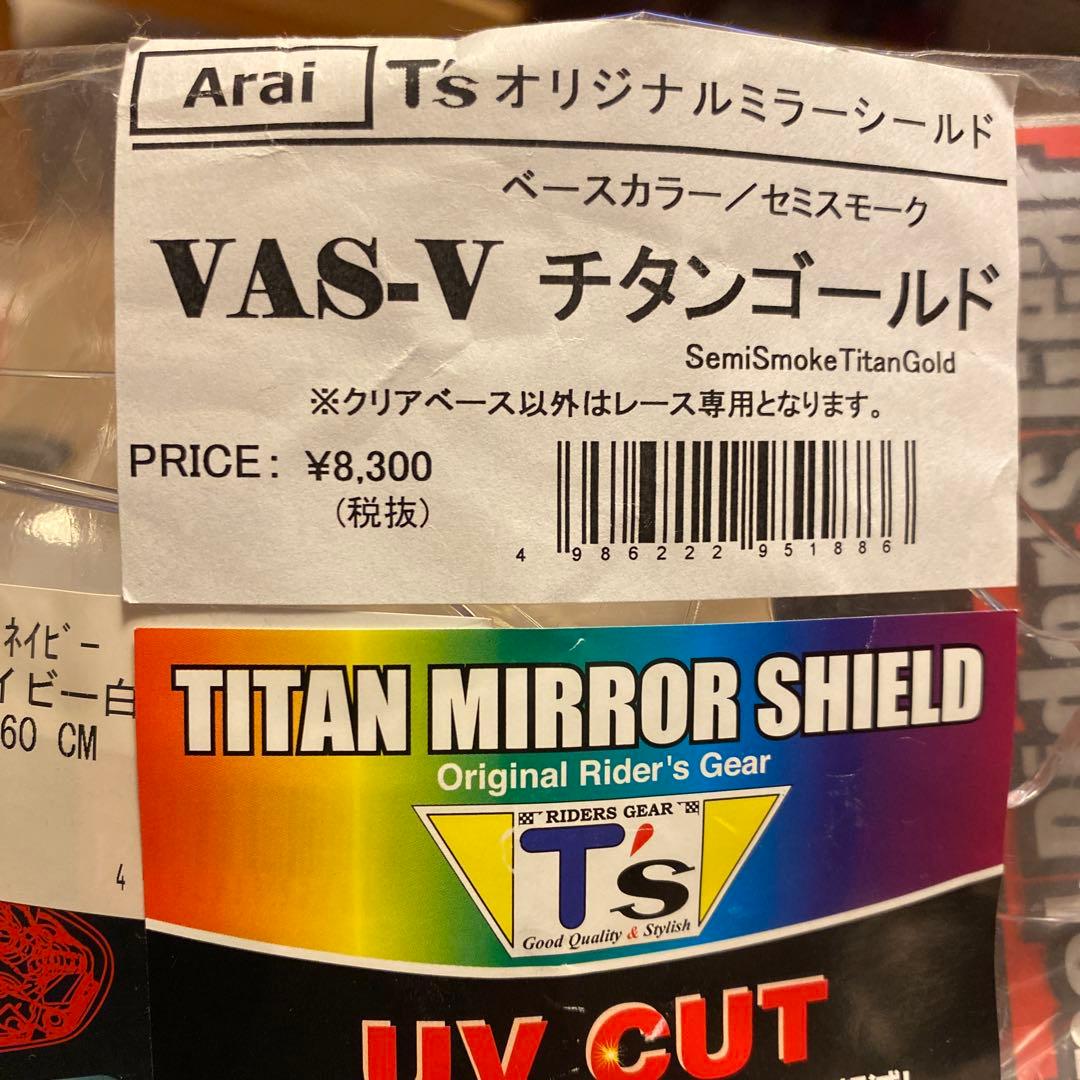 Arai T's オリジナルミラーシールド
ベースカラー／セミスモーク
VAS-V チタンゴールド
SemiSmokeTitanGold
※クリアベース以外はレース専用となります。
PRICE: ¥8,300
(税抜)
4 986222 951886
ﾈｲﾋﾞｰ
イビー白
60 CM
4
TITAN MIRROR SHIELD
Original Rider's Gear
RIDERS GEAR
T's
Good Quality & Stylish
UV CUT